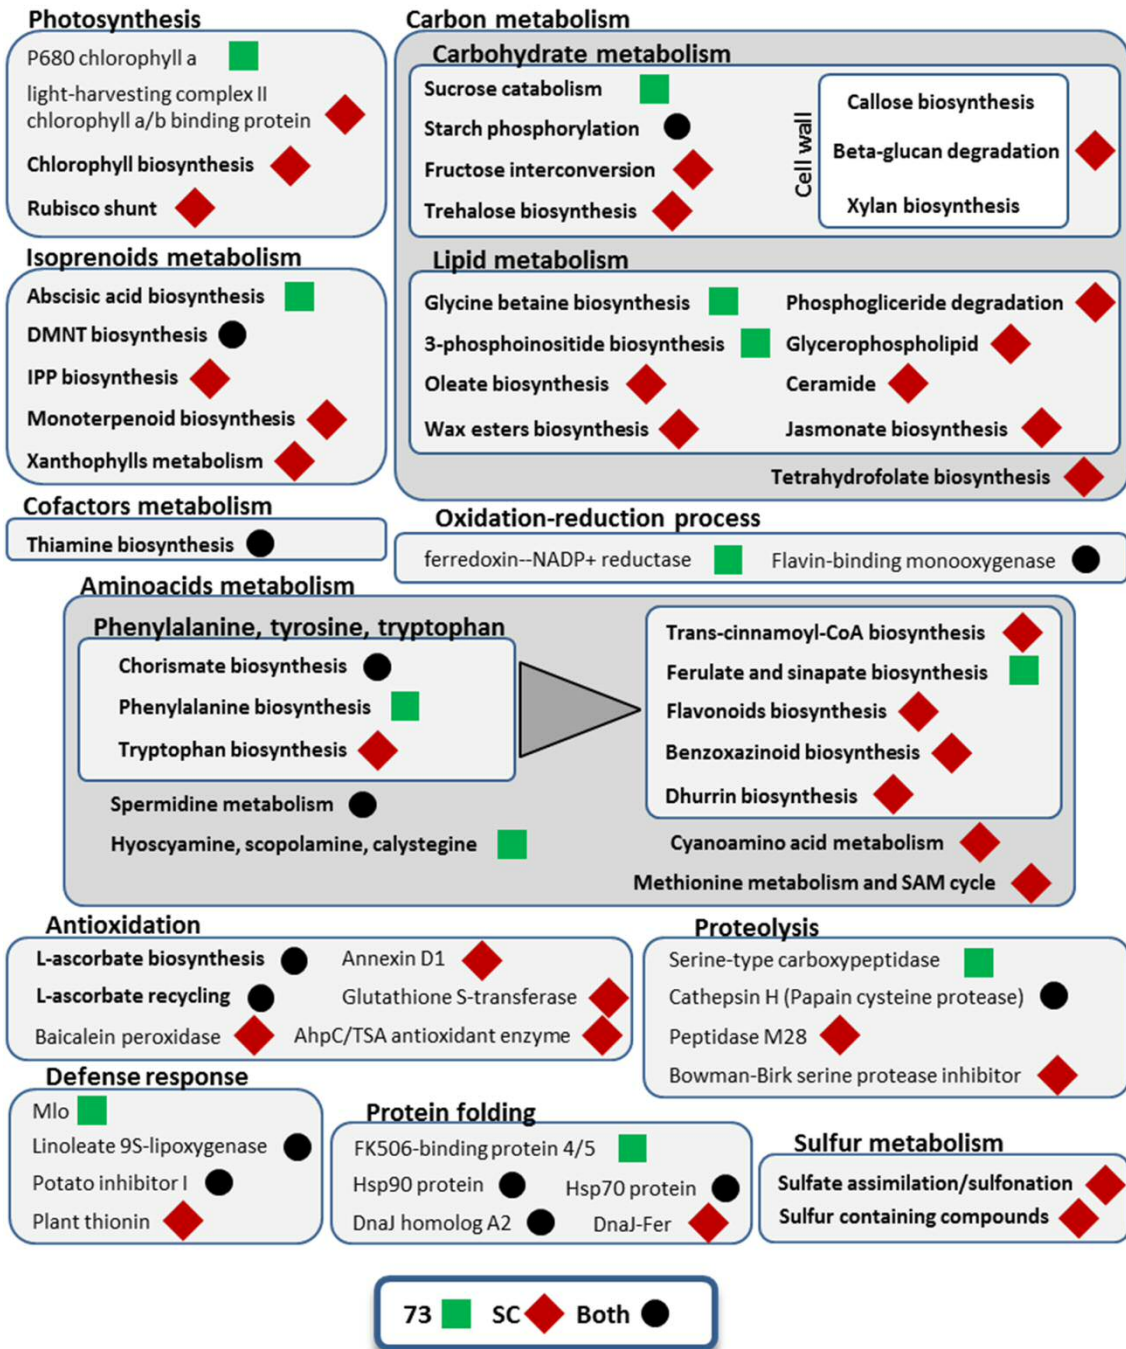 Photosynthesis
P680 chlorophyll a
light-harvesting complex II
chlorophyll a/b binding protein
Chlorophyll biosynthesis
Rubisco shunt
Carbon metabolism
Carbohydrate metabolism
Sucrose catabolism
Starch phosphorylation
Fructose interconversion
Trehalose biosynthesis
Cell wall
Callose biosynthesis
Beta-glucan degradation
Xylan biosynthesis
Isoprenoids metabolism
Abscisic acid biosynthesis
DMNT biosynthesis
IPP biosynthesis
Monoterpenoid biosynthesis
Xanthophylls metabolism
Lipid metabolism
Glycine betaine biosynthesis
3-phosphoinositide biosynthesis
Oleate biosynthesis
Wax esters biosynthesis
Phosphogliceride degradation
Glycerophospholipid
Ceramide
Jasmonate biosynthesis
Tetrahydrofolate biosynthesis
Cofactors metabolism
Thiamine biosynthesis
Oxidation-reduction process
ferredoxin--NADP+ reductase
Flavin-binding monooxygenase
Aminoacids metabolism
Phenylalanine, tyrosine, tryptophan
Chorismate biosynthesis
Phenylalanine biosynthesis
Tryptophan biosynthesis
Spermidine metabolism
Hyoscyamine, scopolamine, calystegine
Trans-cinnamoyl-CoA biosynthesis
Ferulate and sinapate biosynthesis
Flavonoids biosynthesis
Benzoxazinoid biosynthesis
Dhurrin biosynthesis
Cyanoamino acid metabolism
Methionine metabolism and SAM cycle
Antioxidation
L-ascorbate biosynthesis
L-ascorbate recycling
Baicalein peroxidase
Annexin D1
Glutathione S-transferase
AhpC/TSA antioxidant enzyme
Proteolysis
Serine-type carboxypeptidase
Cathepsin H (Papain cysteine protease)
Peptidase M28
Bowman-Birk serine protease inhibitor
Defense response
Mlo
Linoleate 9S-lipoxygenase
Potato inhibitor I
Plant thionin
Protein folding
FK506-binding protein 4/5
Hsp90 protein
Hsp70 protein
DnaJ homolog A2
DnaJ-Fer
Sulfur metabolism
Sulfate assimilation/sulfonation
Sulfur containing compounds
73 SC Both